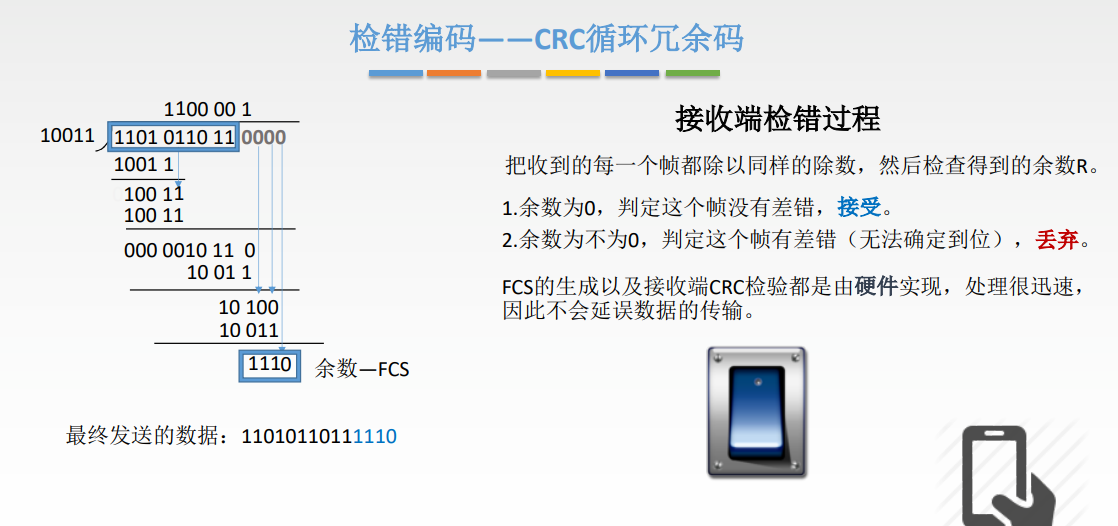 检错编码——CRC循环冗余码
1100 00 1
10011
1101 0110 11 0000
1001 1
100 11
100 11
000 0010 11 0
10 01 1
10 100
10 011
1110
余数—FCS
最终发送的数据：11010110111110
接收端检错过程
把收到的每一个帧都除以同样的除数，然后检查得到的余数R。
1.余数为0，判定这个帧没有差错，接受。
2.余数为不为0，判定这个帧有差错（无法确定到位），丢弃。
FCS的生成以及接收端CRC检验都是由硬件实现，处理很迅速，
因此不会延误数据的传输。